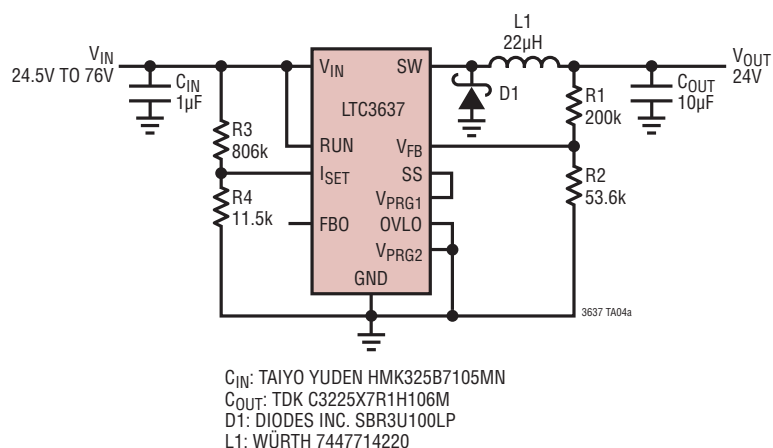 L1
22µH
VIN
24.5V TO 76V
CIN
1µF
R3
806k
R4
11.5k
VIN
LTC3637
RUN
ISET
FBO
GND
SW
VFB
SS
VPRG1
OVLO
VPRG2
D1
R1
200k
R2
53.6k
COUT
10µF
VOUT
24V
3637 TA04a
CIN: TAIYO YUDEN HMK325B7105MN
COUT: TDK C3225X7R1H106M
D1: DIODES INC. SBR3U100LP
L1: WÜRTH 7447714220